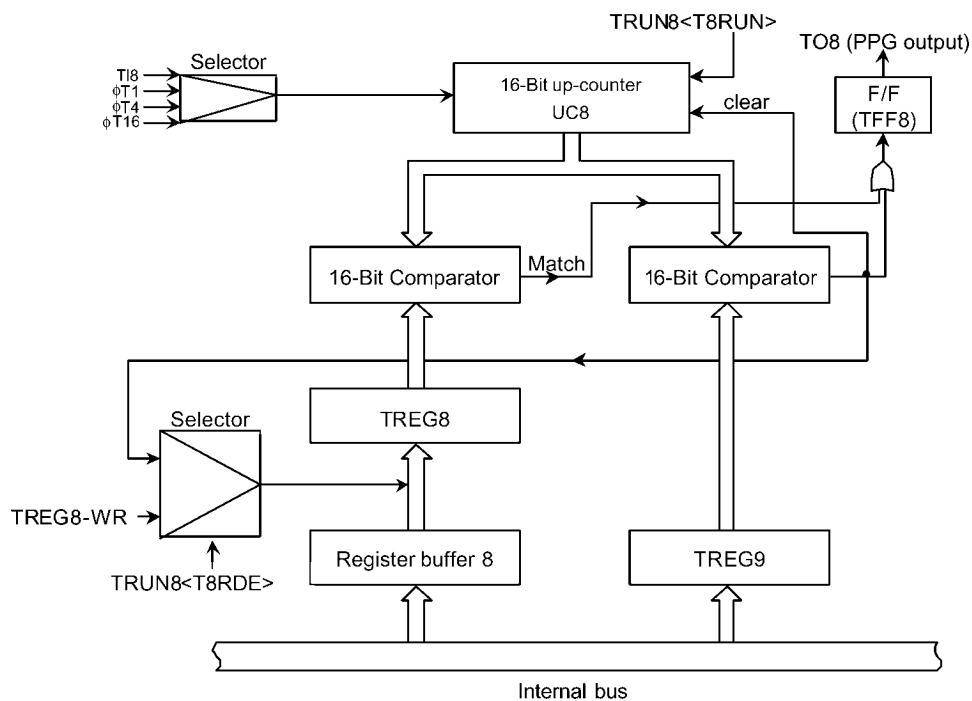 TRUN8<T8RUN>
TO8 (PPG output)
Selector
TI8
ϕT1
ϕT4
ϕT16
16-Bit up-counter
UC8
clear
F/F
(TFF8)
16-Bit Comparator
Match
16-Bit Comparator
TREG8
Selector
TREG8-WR
TRUN8<T8RDE>
Register buffer 8
TREG9
Internal bus